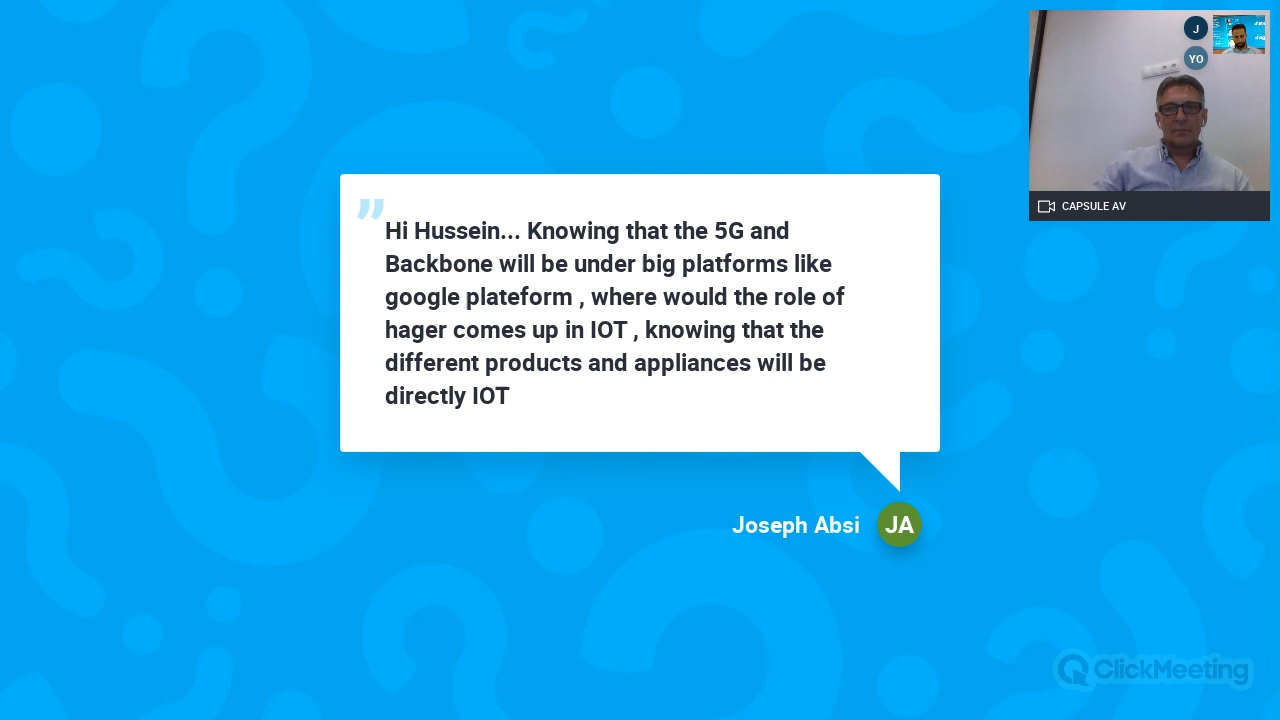 J
YO
CAPSULE AV
"
Hi Hussein... Knowing that the 5G and
Backbone will be under big platforms like
google plateform , where would the role of
hager comes up in IOT , knowing that the
different products and appliances will be
directly IOT
Joseph Absi
JA
ClickMeeting